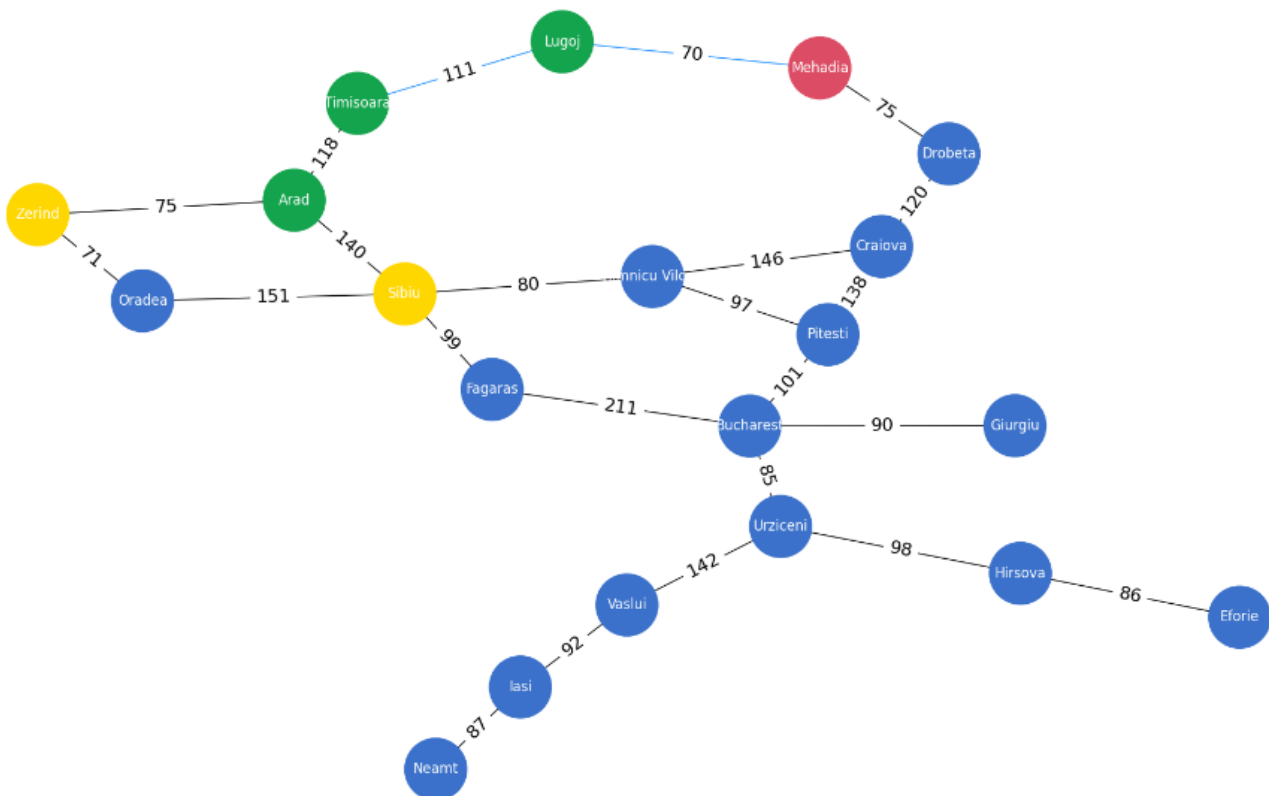 Lugoj
70
Mehadia
111
Timisoara
75
118
Drobeta
Zerind
75
Arad
120
71
140
Craiova
146
Oradea
151
Sibiu
80
mnicu Vilc
97
138
Pitesti
99
Fagaras
101
211
Bucharest
90
Giurgiu
85
Urziceni
98
142
Hirsova
86
Vaslui
Eforie
92
Iasi
87
Neamt